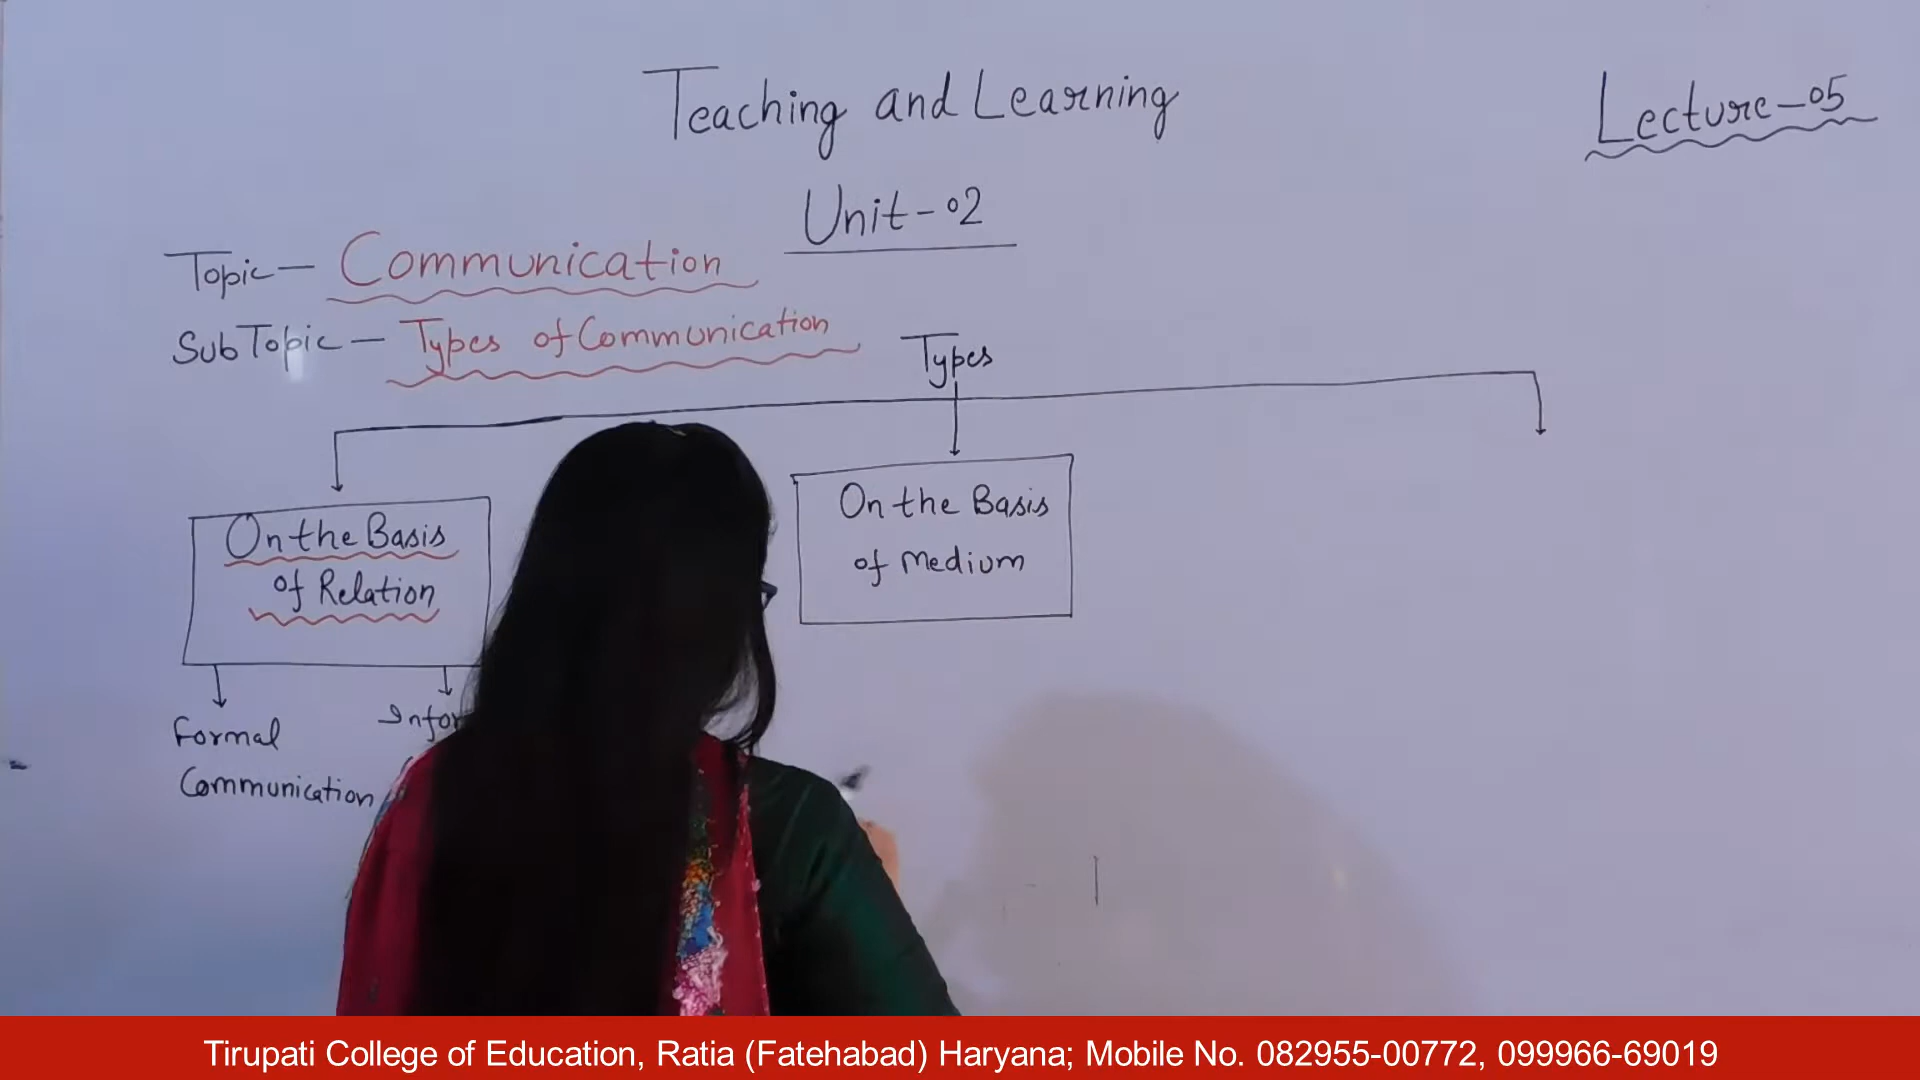 Teaching and Learning
Lecture-05
Unit-02
Topic- Communication
SubTopic- Types of Communication
Types
On the Basis
of Relation
On the Basis
of Medium
Formal
Communication
Tirupati College of Education, Ratia (Fatehabad) Haryana; Mobile No. 082955-00772, 099966-69019